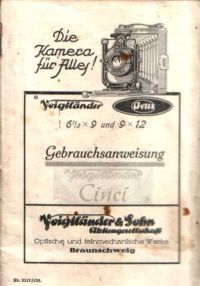 Die
Kamera
für Alles!
Voigtländer Avus
6½ × 9 und 9 × 12
Gebrauchsanweisung
Voigtländer
Cinci
Voigtländer & Sohn
Aktiengesellschaft
Optische und feinmechanische Werke
Braunschweig